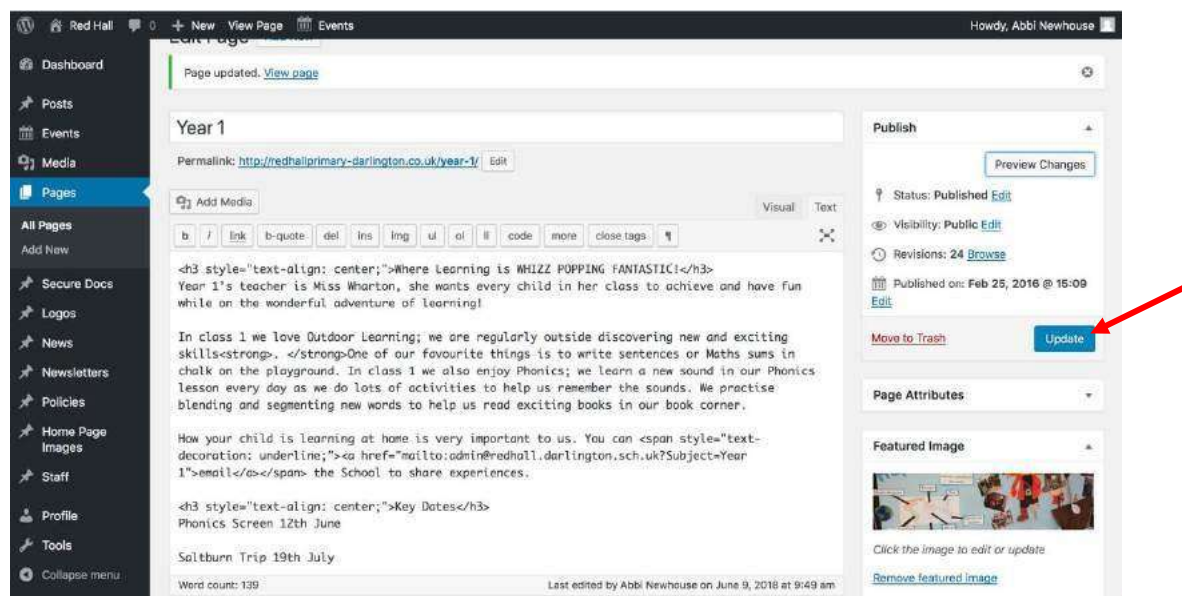 Red Hall 0 + New View Page Events Howdy, Abbi Newhouse
Edit Page Add New
Dashboard
Posts
Events
Media
Pages
All Pages
Add New
Secure Docs
Logos
News
Newsletters
Policies
Home Page
Images
Staff
Profile
Tools
Collapse menu
Page updated. View page
Year 1
Permalink: http://redhallprimary-darlington.co.uk/year-1/ Edit
Add Media Visual Text
b i link b-quote del ins img ul ol li code more close tags ¶
<h3 style="text-align: center;">Where Learning is WHIZZ POPPING FANTASTIC!</h3>
Year 1's teacher is Miss Wharton, she wants every child in her class to achieve and have fun
while on the wonderful adventure of learning!
In class 1 we love Outdoor Learning; we are regularly outside discovering new and exciting
skills<strong>. </strong>One of our favourite things is to write sentences or Maths sums in
chalk on the playground. In class 1 we also enjoy Phonics; we learn a new sound in our Phonics
lesson every day as we do lots of activities to help us remember the sounds. We practise
blending and segmenting new words to help us read exciting books in our book corner.
How your child is learning at home is very important to us. You can <span style="text-
decoration: underline;"><a href="mailto:admin@redhall.darlington.sch.uk?Subject=Year
1">email</a></span> the School to share experiences.
<h3 style="text-align: center;">Key Dates</h3>
Phonics Screen 12th June
Saltburn Trip 19th July
Word count: 139 Last edited by Abbi Newhouse on June 9, 2018 at 9:49 am
Publish
Preview Changes
Status: Published Edit
Visibility: Public Edit
Revisions: 24 Browse
Published on: Feb 25, 2016 @ 15:09
Edit
Move to Trash Update
Page Attributes
Featured Image
Click the image to edit or update
Remove featured image